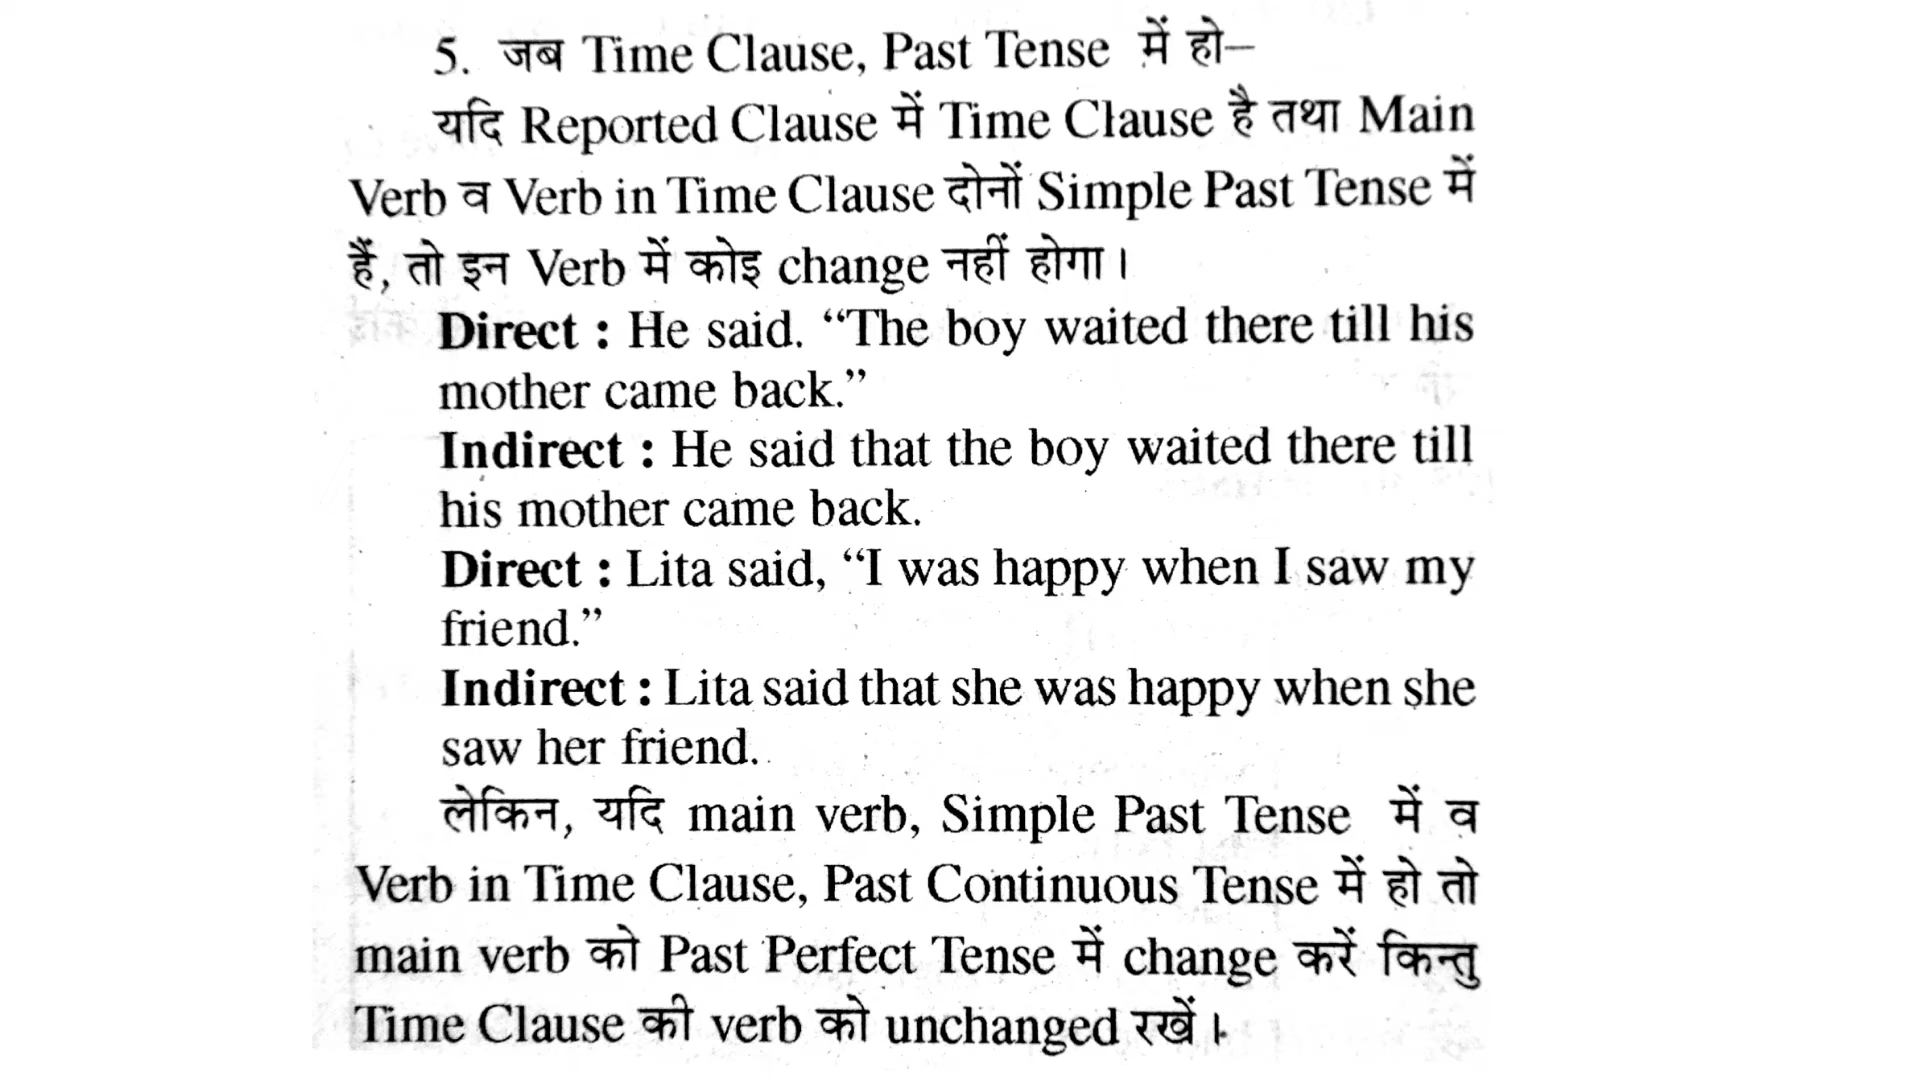 5. जब Time Clause, Past Tense में हो–
यदि Reported Clause में Time Clause है तथा Main
Verb व Verb in Time Clause दोनों Simple Past Tense में
हैं, तो इन Verb में कोइ change नहीं होगा।
Direct : He said. “The boy waited there till his
mother came back.”
Indirect : He said that the boy waited there till
his mother came back.
Direct : Lita said, “I was happy when I saw my
friend.”
Indirect : Lita said that she was happy when she
saw her friend.
लेकिन, यदि main verb, Simple Past Tense में व
Verb in Time Clause, Past Continuous Tense में हो तो
main verb को Past Perfect Tense में change करें किन्तु
Time Clause की verb को unchanged रखें।